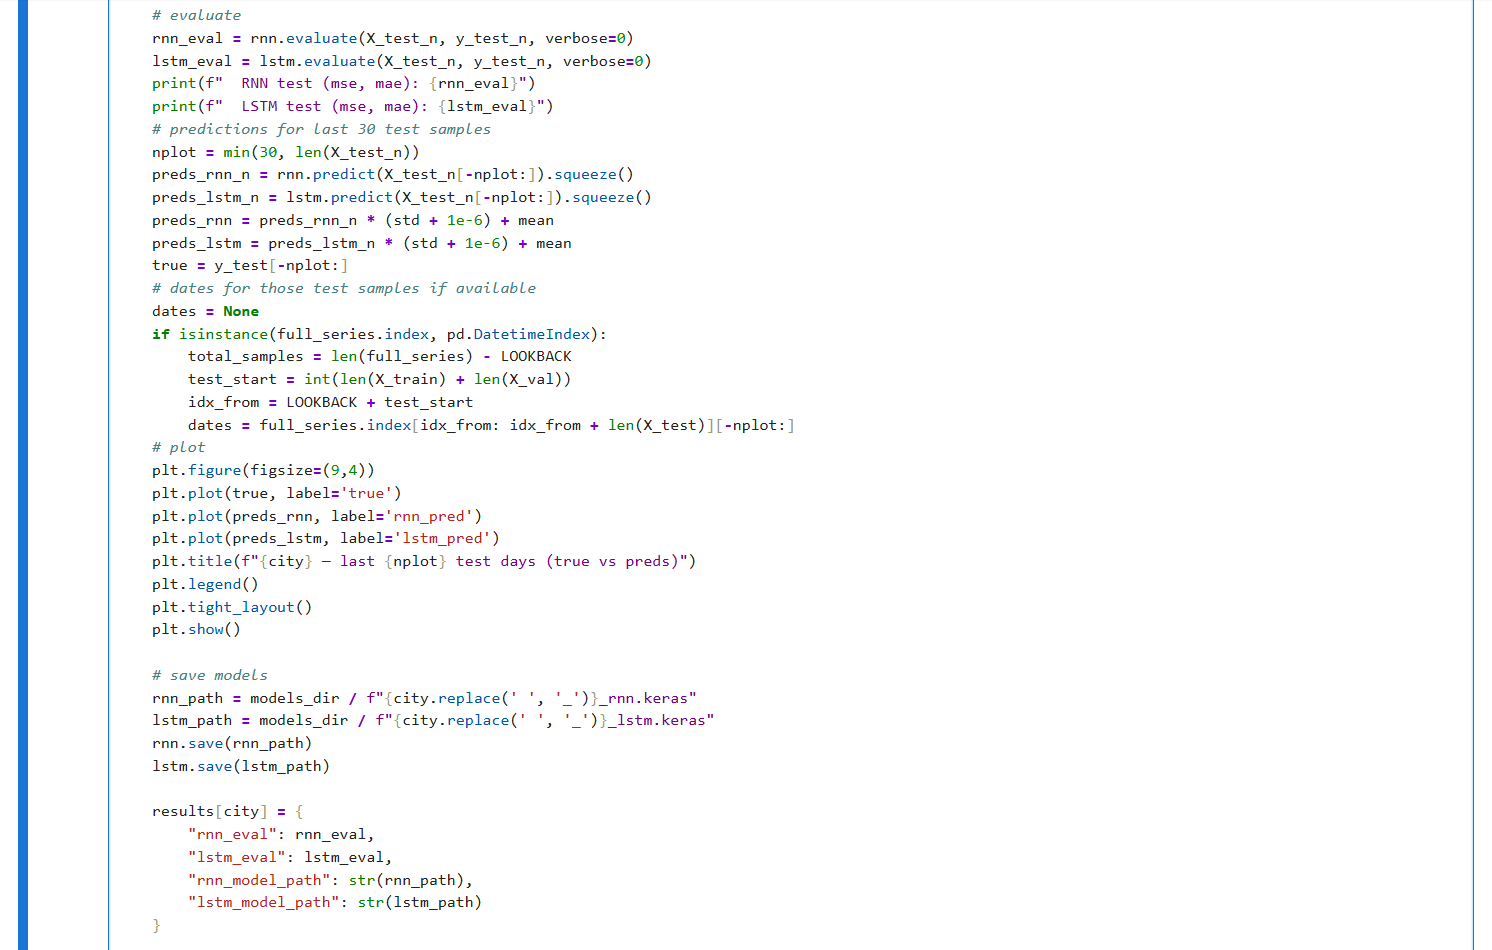 # evaluate
rnn_eval = rnn.evaluate(X_test_n, y_test_n, verbose=0)
lstm_eval = lstm.evaluate(X_test_n, y_test_n, verbose=0)
print(f"  RNN test (mse, mae): {rnn_eval}")
print(f"  LSTM test (mse, mae): {lstm_eval}")
# predictions for last 30 test samples
nplot = min(30, len(X_test_n))
preds_rnn_n = rnn.predict(X_test_n[-nplot:]).squeeze()
preds_lstm_n = lstm.predict(X_test_n[-nplot:]).squeeze()
preds_rnn = preds_rnn_n * (std + 1e-6) + mean
preds_lstm = preds_lstm_n * (std + 1e-6) + mean
true = y_test[-nplot:]
# dates for those test samples if available
dates = None
if isinstance(full_series.index, pd.DatetimeIndex):
    total_samples = len(full_series) - LOOKBACK
    test_start = int(len(X_train) + len(X_val))
    idx_from = LOOKBACK + test_start
    dates = full_series.index[idx_from: idx_from + len(X_test)][-nplot:]
# plot
plt.figure(figsize=(9,4))
plt.plot(true, label='true')
plt.plot(preds_rnn, label='rnn_pred')
plt.plot(preds_lstm, label='lstm_pred')
plt.title(f"{city} — last {nplot} test days (true vs preds)")
plt.legend()
plt.tight_layout()
plt.show()

# save models
rnn_path = models_dir / f"{city.replace(' ', '_')}_rnn.keras"
lstm_path = models_dir / f"{city.replace(' ', '_')}_lstm.keras"
rnn.save(rnn_path)
lstm.save(lstm_path)

results[city] = {
    "rnn_eval": rnn_eval,
    "lstm_eval": lstm_eval,
    "rnn_model_path": str(rnn_path),
    "lstm_model_path": str(lstm_path)
}